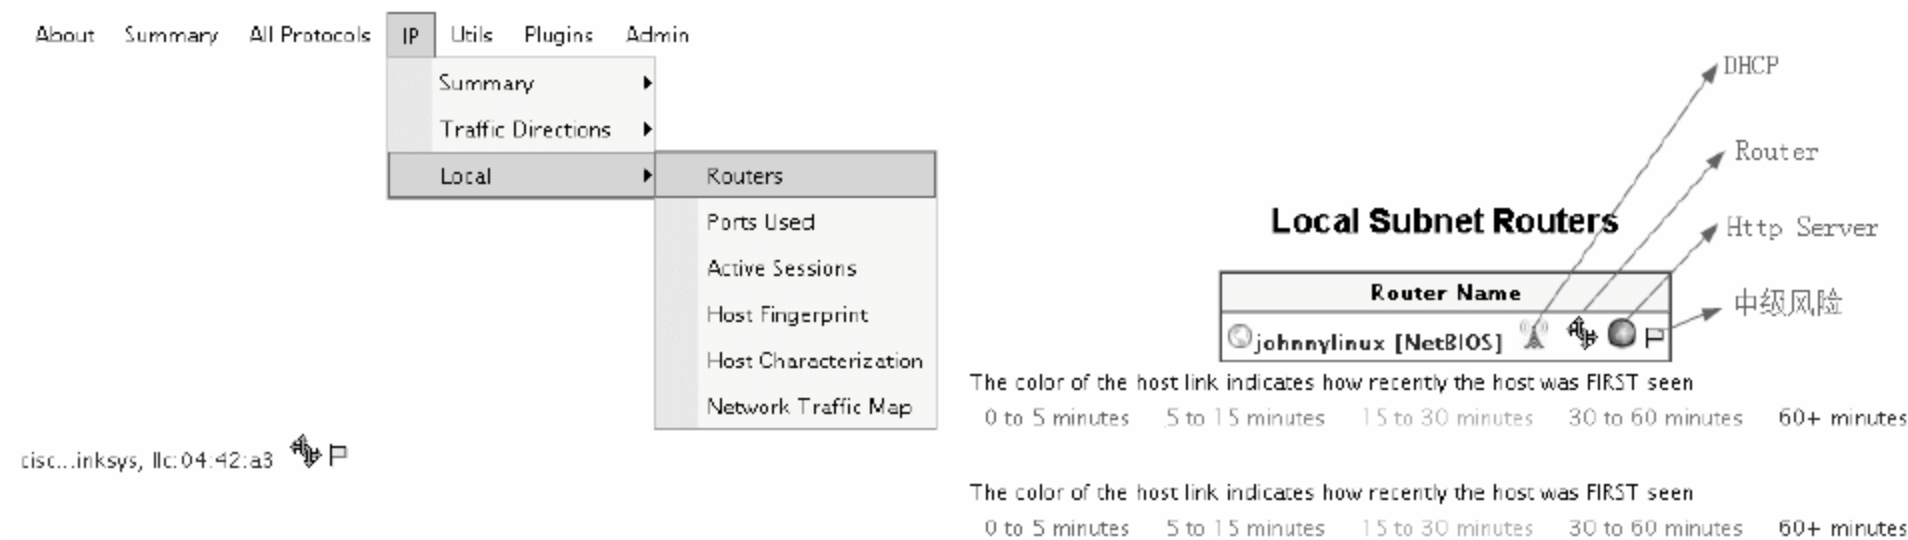 About Summary All Protocols IP Utils Plugins Admin
Summary
Traffic Directions
Local
Routers
Ports Used
Active Sessions
Host Fingerprint
Host Characterization
Network Traffic Map
cisc...inksys, llc:04:42:a3
DHCP
Router
Http Server
中级风险
Local Subnet Routers
Router Name
johnnylinux [NetBIOS]
The color of the host link indicates how recently the host was FIRST seen
0 to 5 minutes 5 to 15 minutes 15 to 30 minutes 30 to 60 minutes 60+ minutes
The color of the host link indicates how recently the host was FIRST seen
0 to 5 minutes 5 to 15 minutes 15 to 30 minutes 30 to 60 minutes 60+ minutes